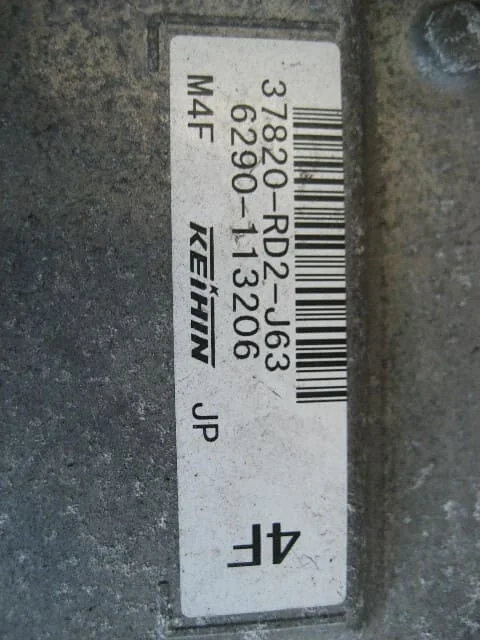 37820-RD2-J63
6290-113206
M4F KEIHIN JP
4F